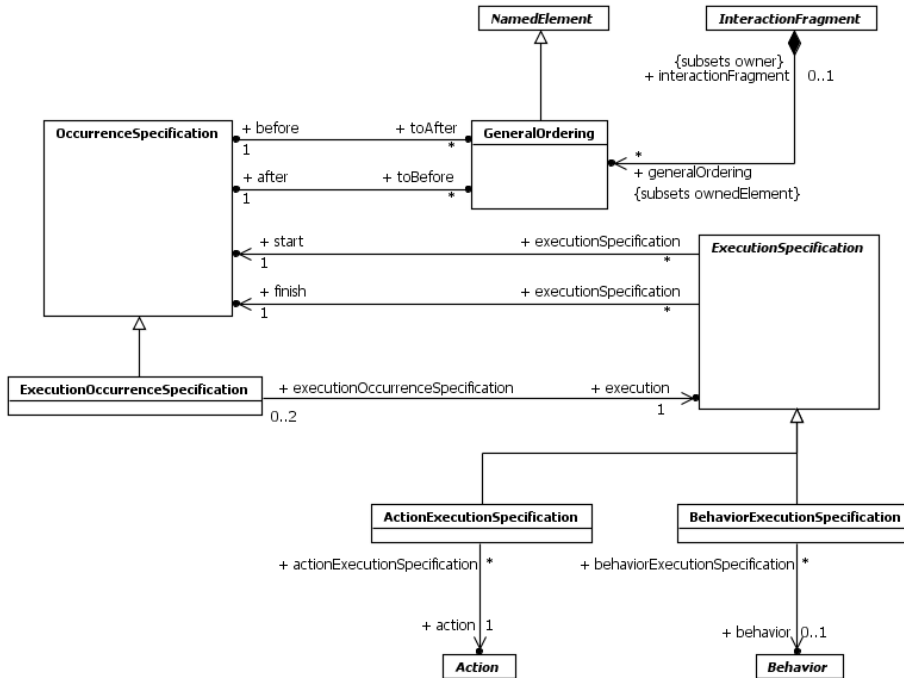 NamedElement
InteractionFragment
{subsets owner}
+ interactionFragment 0..1
OccurrenceSpecification
+ before + toAfter
1 *
GeneralOrdering
*
+ generalOrdering
{subsets ownedElement}
+ after + toBefore
1 *
+ start + executionSpecification
1 *
ExecutionSpecification
+ finish + executionSpecification
1 *
ExecutionOccurrenceSpecification
+ executionOccurrenceSpecification + execution
0..2 1
ActionExecutionSpecification
BehaviorExecutionSpecification
+ actionExecutionSpecification *
+ behaviorExecutionSpecification *
+ action 1
+ behavior 0..1
Action
Behavior